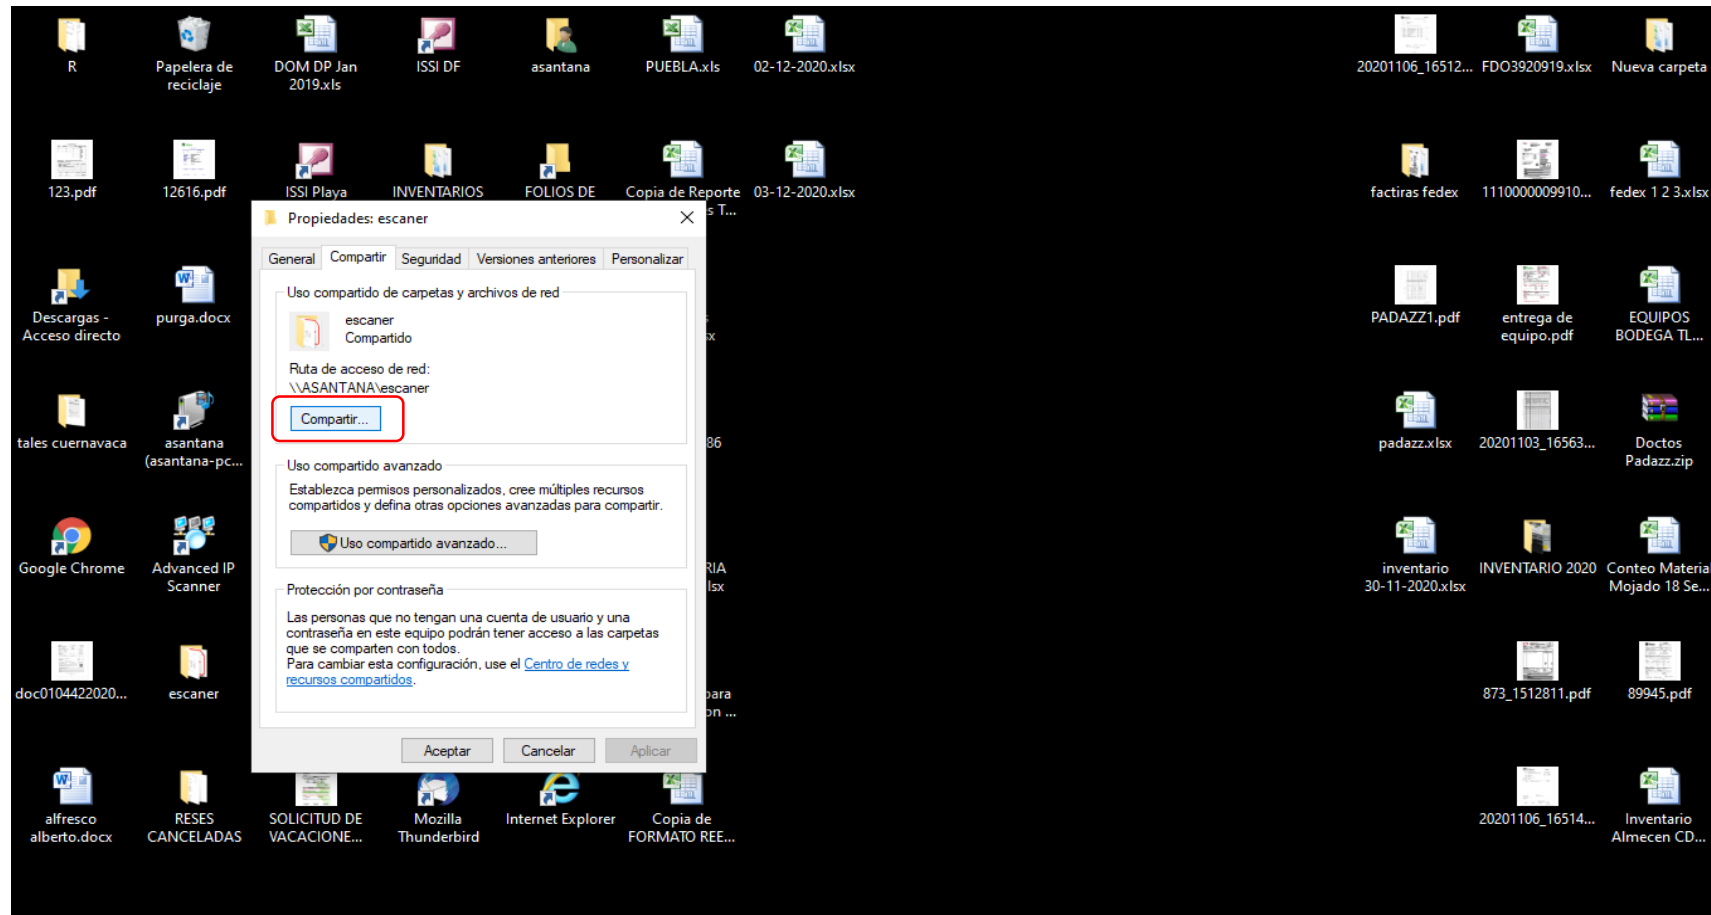 R
Papelera de
reciclaje
DOM DP Jan
2019.xls
ISSI DF
asantana
PUEBLA.xls
02-12-2020.xlsx
20201106_16512...
FDO3920919.xlsx
Nueva carpeta
123.pdf
12616.pdf
ISSI Playa
INVENTARIOS
FOLIOS DE
Copia de Reporte
s T...
03-12-2020.xlsx
factiras fedex
1110000009910...
fedex 1 2 3.xlsx
Propiedades: escaner
General
Compartir
Seguridad
Versiones anteriores
Personalizar
Uso compartido de carpetas y archivos de red
escaner
Compartido
Ruta de acceso de red:
\\ASANTANA\escaner
Compartir...
Uso compartido avanzado
Establezca permisos personalizados, cree múltiples recursos
compartidos y defina otras opciones avanzadas para compartir.
Uso compartido avanzado...
Protección por contraseña
Las personas que no tengan una cuenta de usuario y una
contraseña en este equipo podrán tener acceso a las carpetas
que se comparten con todos.
Para cambiar esta configuración, use el Centro de redes y
recursos compartidos.
Aceptar
Cancelar
Aplicar
Descargas -
Acceso directo
purga.docx
PADAZZ1.pdf
entrega de
equipo.pdf
EQUIPOS
BODEGA TL...
tales cuernavaca
asantana
(asantana-pc...
86
padazz.xlsx
20201103_16563...
Doctos
Padazz.zip
Google Chrome
Advanced IP
Scanner
RIA
lsx
inventario
30-11-2020.xlsx
INVENTARIO 2020
Conteo Material
Mojado 18 Se...
doc0104422020...
escaner
para
on ...
873_1512811.pdf
89945.pdf
alfresco
alberto.docx
RESES
CANCELADAS
SOLICITUD DE
VACACIONE...
Mozilla
Thunderbird
Internet Explorer
Copia de
FORMATO REE...
20201106_16514...
Inventario
Almecen CD...